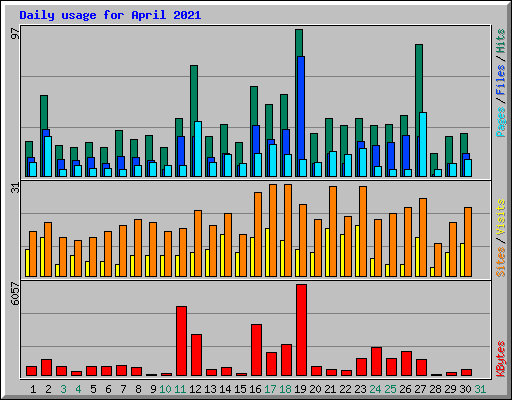 Daily usage for April 2021
97
Pages / Files / Hits
31
Sites / Visits
6057
KBytes
1 2 3 4 5 6 7 8 9 10 11 12 13 14 15 16 17 18 19 20 21 22 23 24 25 26 27 28 29 30 31